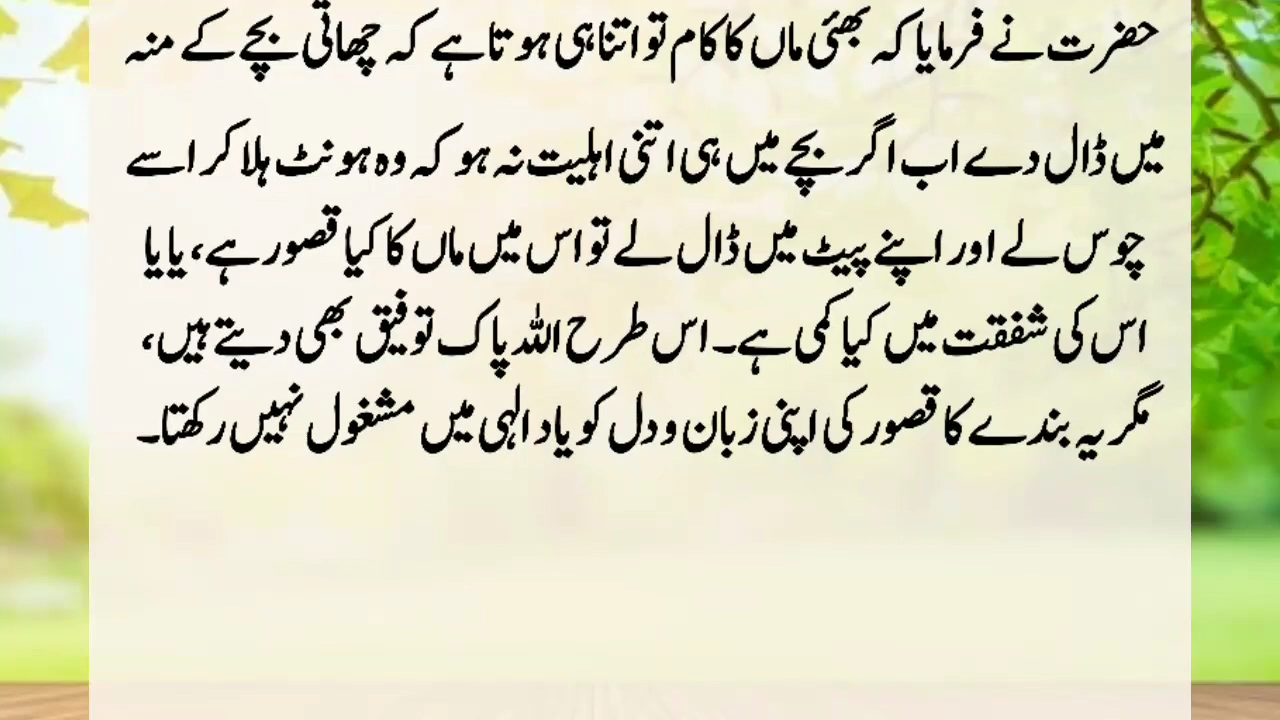 حضرت نے فرمایا کہ بھئی ماں کا کام تو اتنا ہی ہوتا ہے کہ چھاتی بچے کے منہ
میں ڈال دے اب اگر بچے میں ہی اتنی اہلیت نہ ہو کہ وہ ہونٹ ہلا کر اسے
چوس لے اور اپنے پیٹ میں ڈال لے تو اس میں ماں کا کیا قصور ہے، یا یا
اس کی شفقت میں کیا کمی ہے۔ اس طرح اللہ پاک توفیق بھی دیتے ہیں،
مگر یہ بندے کا قصور کی اپنی زبان و دل کو یاد الٰہی میں مشغول نہیں رکھتا۔